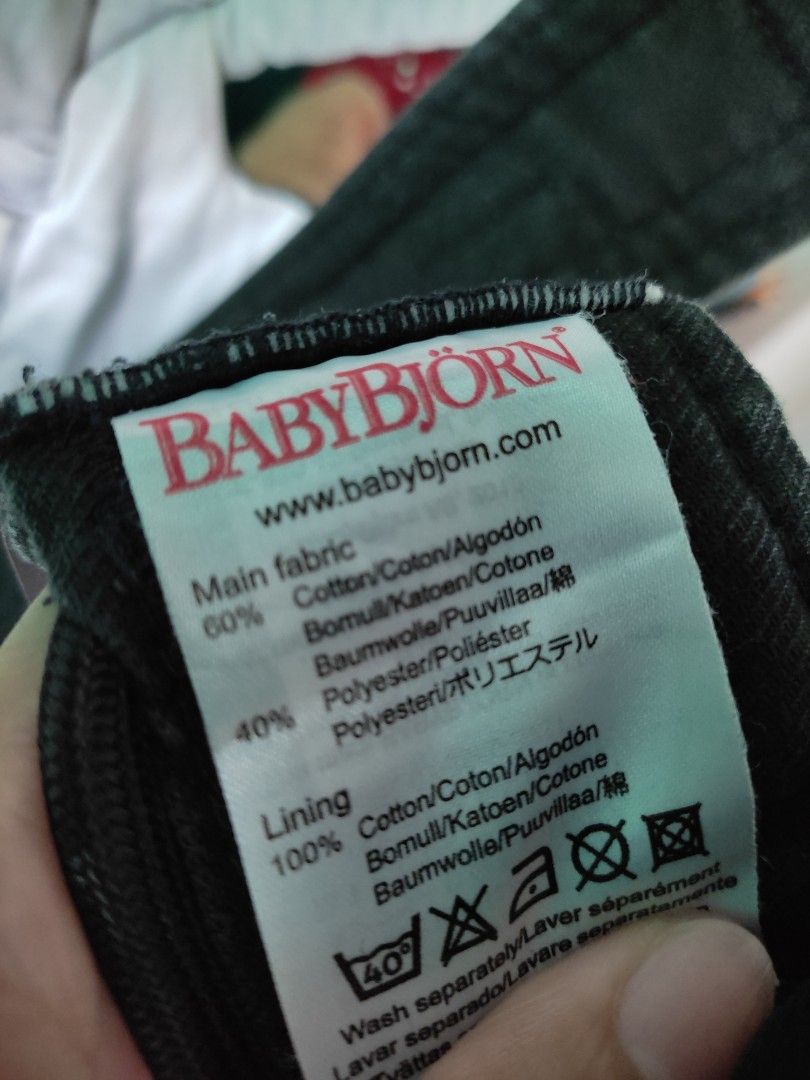 BABYBJÖRN®
www.babybjorn.com
Main fabric
60% Cotton/Coton/Algodón
Bomull/Katoen/Cotone
Baumwolle/Puuvillaa/綿
40% Polyester/Poliéster
Polyesteri/ポリエステル
Lining
100% Cotton/Coton/Algodón
Bomull/Katoen/Cotone
Baumwolle/Puuvillaa/綿
40°
Wash separately/Laver séparément
Lavar separado/Lavare separatamente
Tvättas